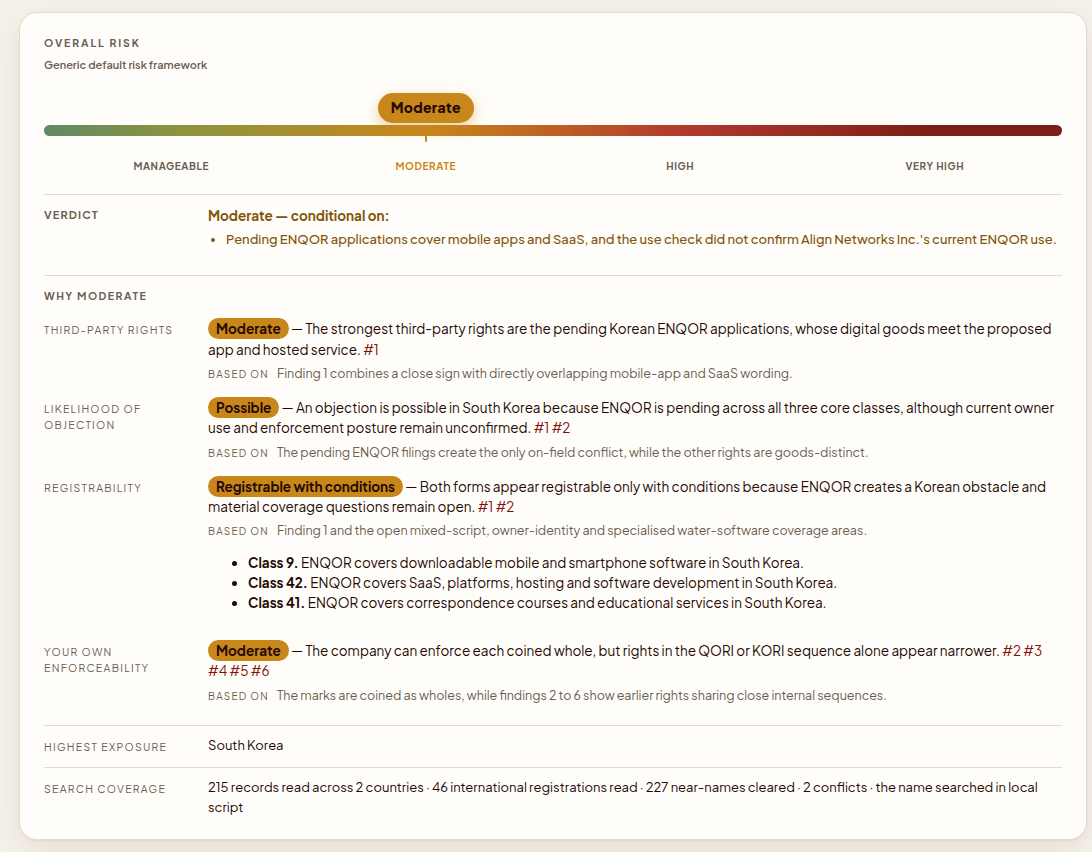 OVERALL RISK
Generic default risk framework
Moderate
MANAGEABLE MODERATE HIGH VERY HIGH
VERDICT
Moderate — conditional on:
• Pending ENQOR applications cover mobile apps and SaaS, and the use check did not confirm Align Networks Inc.'s current ENQOR use.
WHY MODERATE
THIRD-PARTY RIGHTS
Moderate — The strongest third-party rights are the pending Korean ENQOR applications, whose digital goods meet the proposed
app and hosted service. #1
BASED ON Finding 1 combines a close sign with directly overlapping mobile-app and SaaS wording.
LIKELIHOOD OF
OBJECTION
Possible — An objection is possible in South Korea because ENQOR is pending across all three core classes, although current owner
use and enforcement posture remain unconfirmed. #1 #2
BASED ON The pending ENQOR filings create the only on-field conflict, while the other rights are goods-distinct.
REGISTRABILITY
Registrable with conditions — Both forms appear registrable only with conditions because ENQOR creates a Korean obstacle and
material coverage questions remain open. #1 #2
BASED ON Finding 1 and the open mixed-script, owner-identity and specialised water-software coverage areas.
• Class 9. ENQOR covers downloadable mobile and smartphone software in South Korea.
• Class 42. ENQOR covers SaaS, platforms, hosting and software development in South Korea.
• Class 41. ENQOR covers correspondence courses and educational services in South Korea.
YOUR OWN
ENFORCEABILITY
Moderate — The company can enforce each coined whole, but rights in the QORI or KORI sequence alone appear narrower. #2 #3
#4 #5 #6
BASED ON The marks are coined as wholes, while findings 2 to 6 show earlier rights sharing close internal sequences.
HIGHEST EXPOSURE
South Korea
SEARCH COVERAGE
215 records read across 2 countries · 46 international registrations read · 227 near-names cleared · 2 conflicts · the name searched in local
script